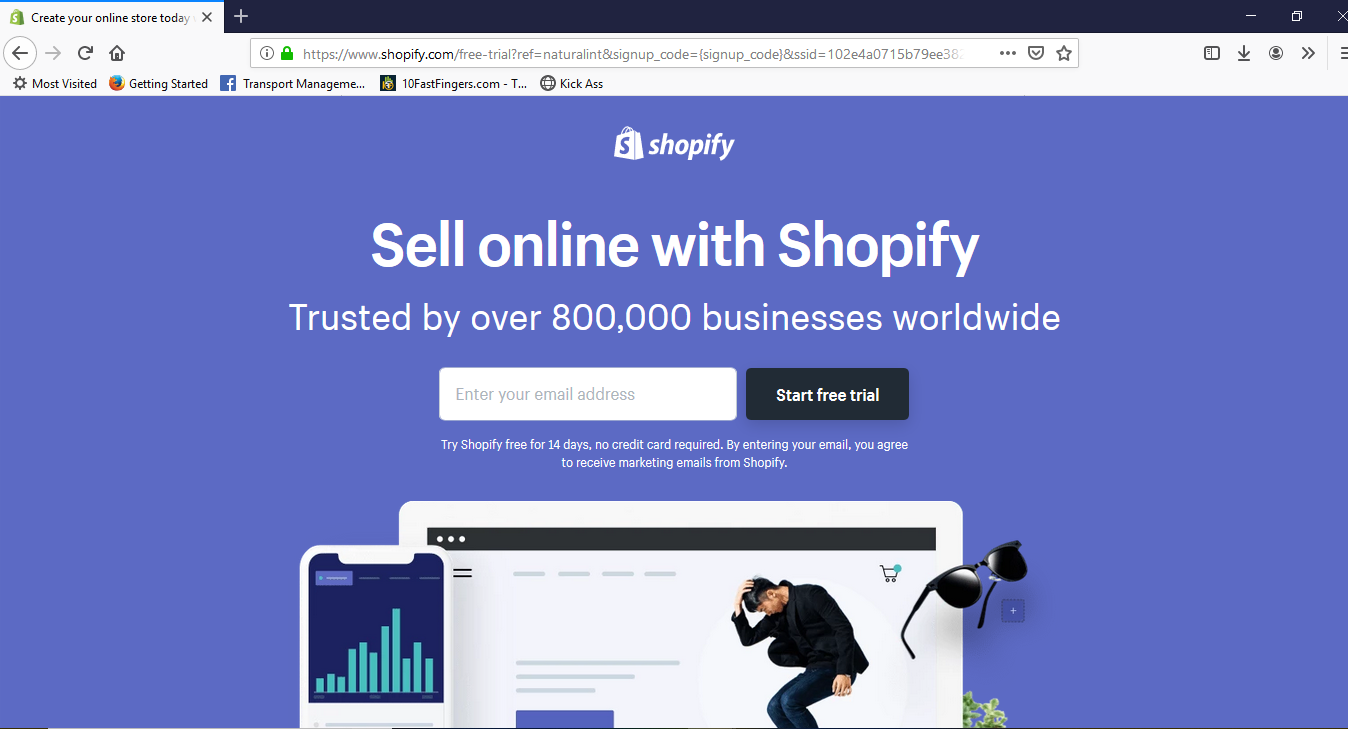 Create your online store today
https://www.shopify.com/free-trial?ref=naturalint&signup_code={signup_code}&ssid=102e4a0715b79ee382
Most Visited Getting Started Transport Manageme... 10FastFingers.com - T... Kick Ass
shopify
Sell online with Shopify
Trusted by over 800,000 businesses worldwide
Enter your email address Start free trial
Try Shopify free for 14 days, no credit card required. By entering your email, you agree
to receive marketing emails from Shopify.